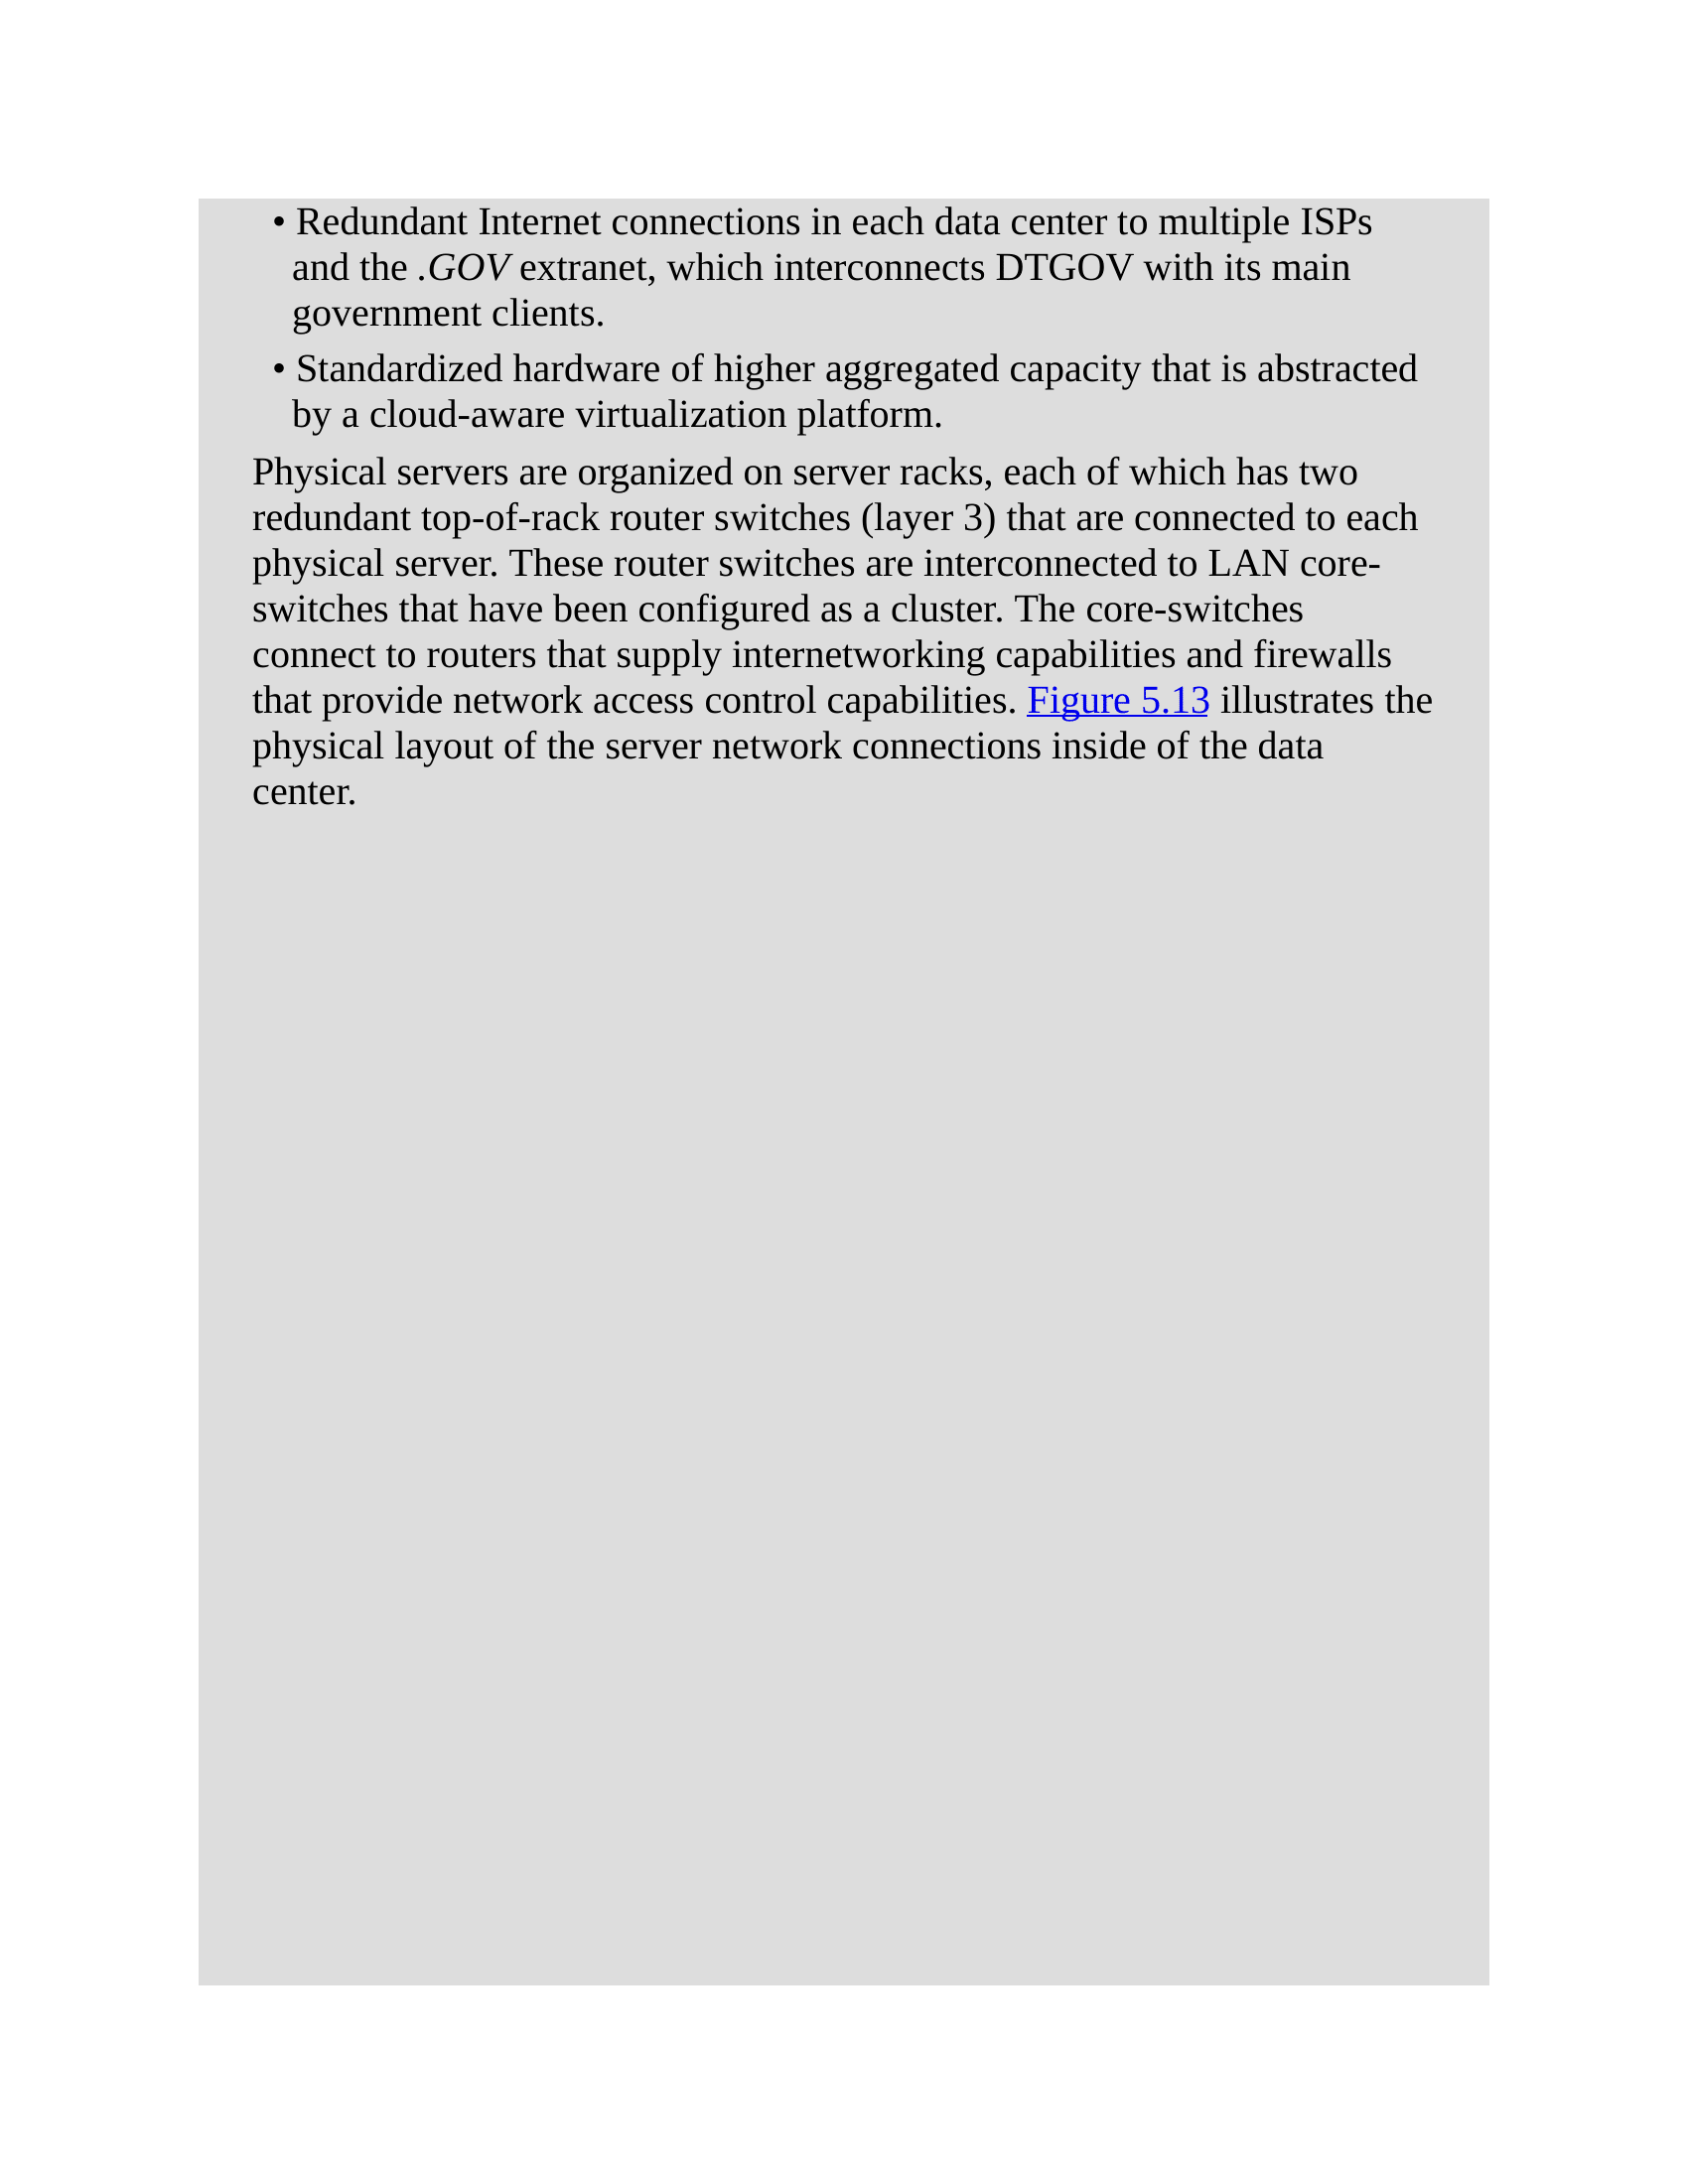 • Redundant Internet connections in each data center to multiple ISPs
and the .GOV extranet, which interconnects DTGOV with its main
government clients.
• Standardized hardware of higher aggregated capacity that is abstracted
by a cloud-aware virtualization platform.
Physical servers are organized on server racks, each of which has two
redundant top-of-rack router switches (layer 3) that are connected to each
physical server. These router switches are interconnected to LAN core-
switches that have been configured as a cluster. The core-switches
connect to routers that supply internetworking capabilities and firewalls
that provide network access control capabilities. Figure 5.13 illustrates the
physical layout of the server network connections inside of the data
center.